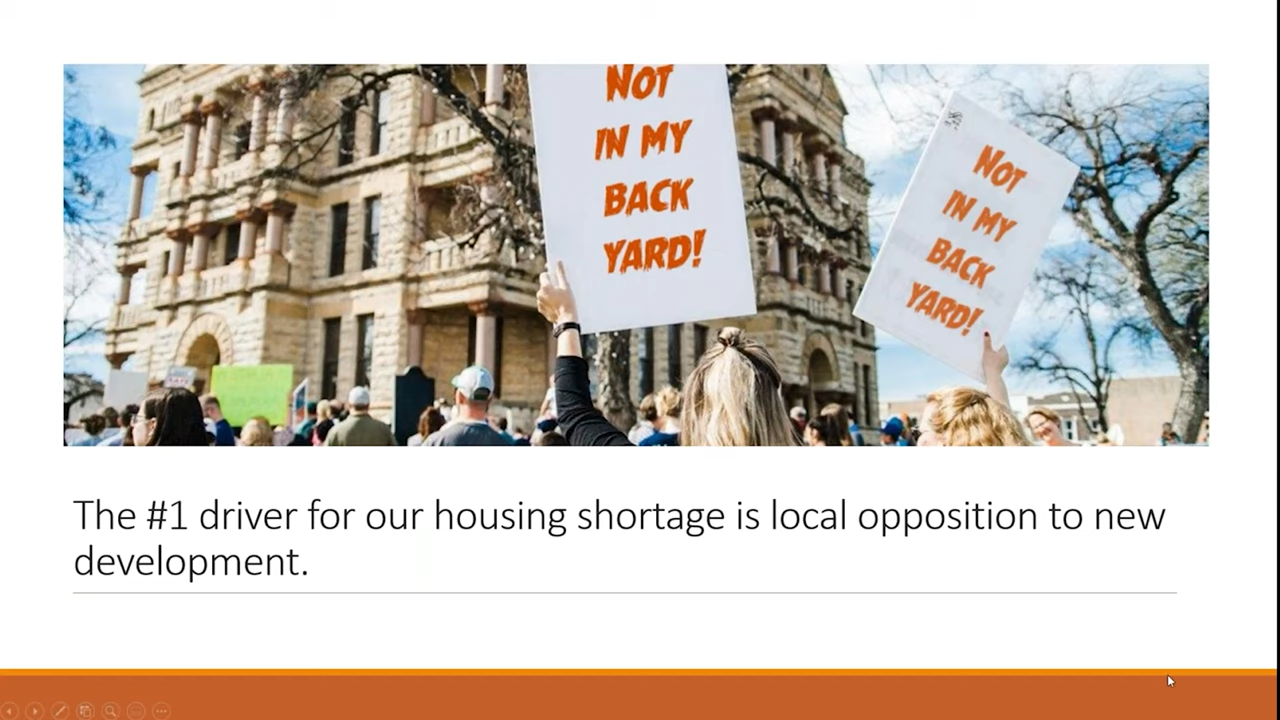 NOT
IN MY
BACK
YARD!
NOT
IN MY
BACK
YARD!
The #1 driver for our housing shortage is local opposition to new
development.